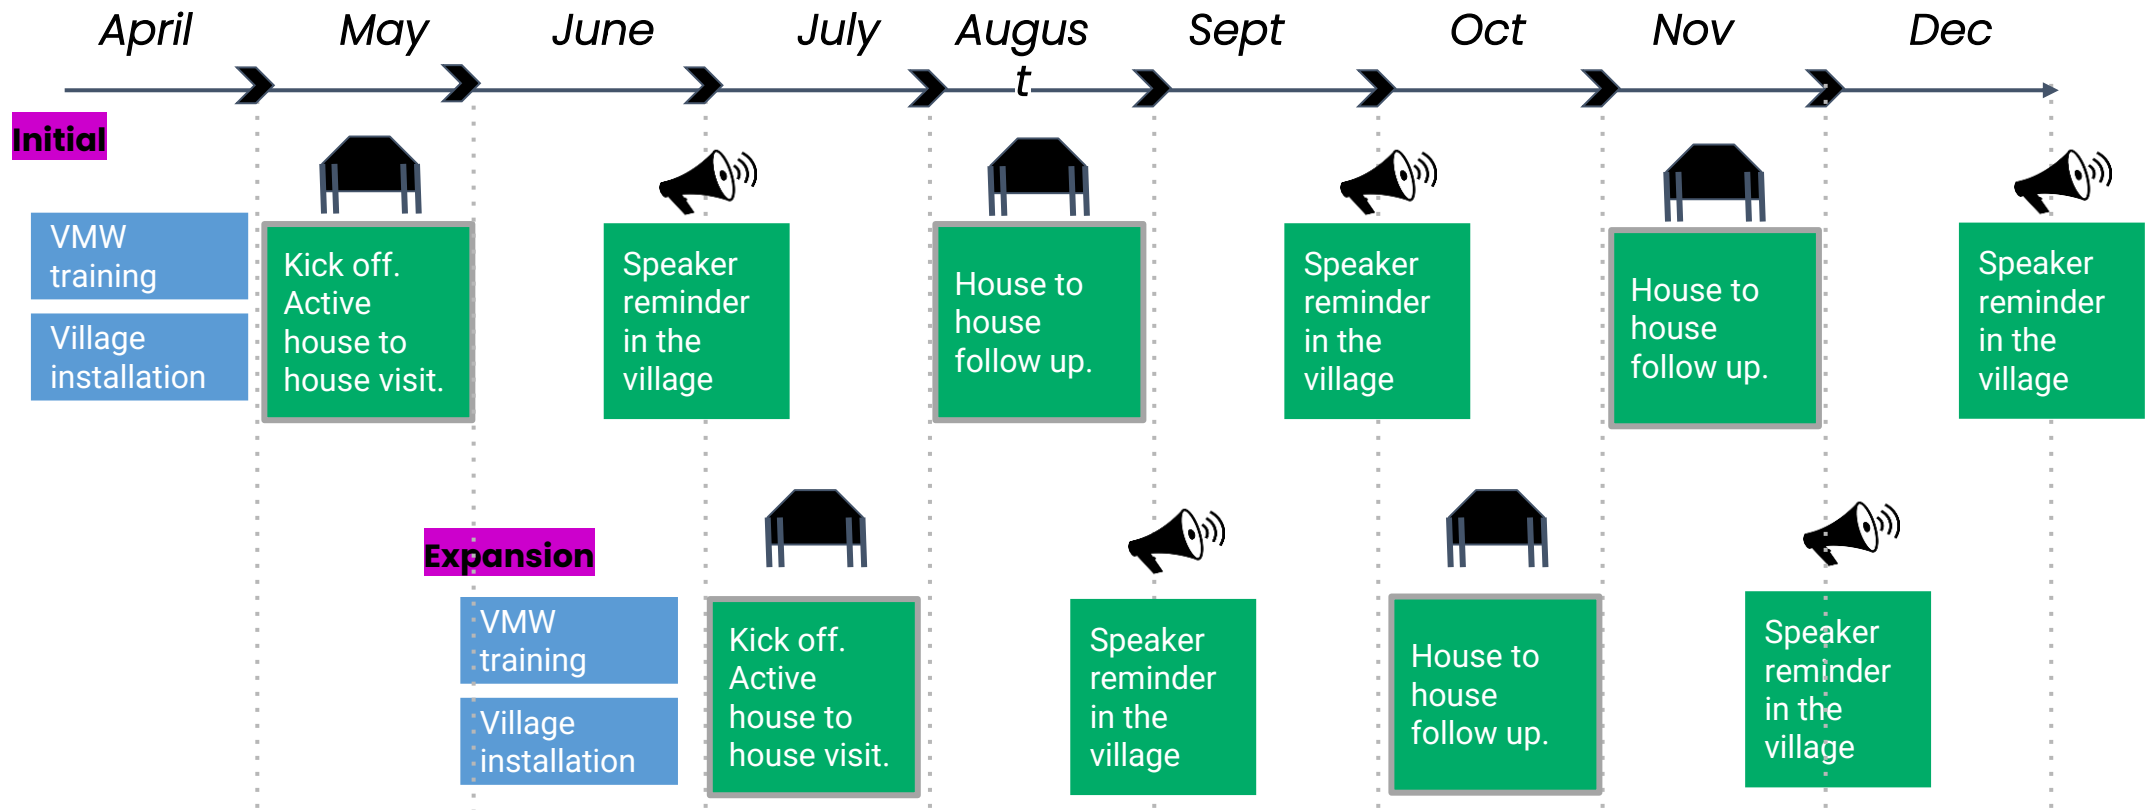 April May June July Augus Sept Oct Nov Dec
t
Initial
VMW
training
Village
installation
Kick off.
Active
house to
house visit.
Speaker
reminder
in the
village
House to
house
follow up.
Speaker
reminder
in the
village
House to
house
follow up.
Speaker
reminder
in the
village
Expansion
VMW
training
Village
installation
Kick off.
Active
house to
house visit.
Speaker
reminder
in the
village
House to
house
follow up.
Speaker
reminder
in the
village